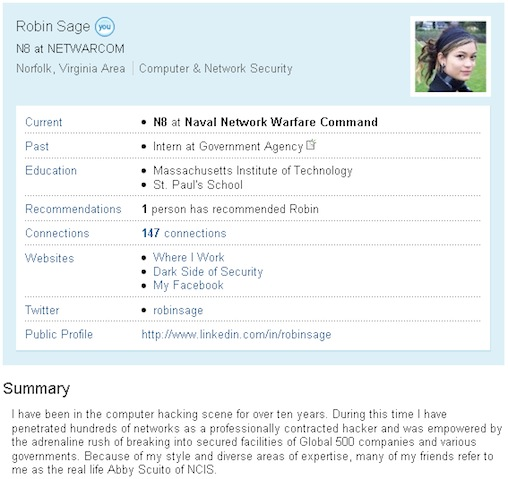 Robin Sage you
N8 at NETWARCOM
Norfolk, Virginia Area | Computer & Network Security
Current • N8 at Naval Network Warfare Command
Past • Intern at Government Agency
Education • Massachusetts Institute of Technology
• St. Paul's School
Recommendations 1 person has recommended Robin
Connections 147 connections
Websites • Where I Work
• Dark Side of Security
• My Facebook
Twitter • robinsage
Public Profile http://www.linkedin.com/in/robinsage
Summary
I have been in the computer hacking scene for over ten years. During this time I have
penetrated hundreds of networks as a professionally contracted hacker and was empowered by
the adrenaline rush of breaking into secured facilities of Global 500 companies and various
governments. Because of my style and diverse areas of expertise, many of my friends refer to
me as the real life Abby Scuito of NCIS.